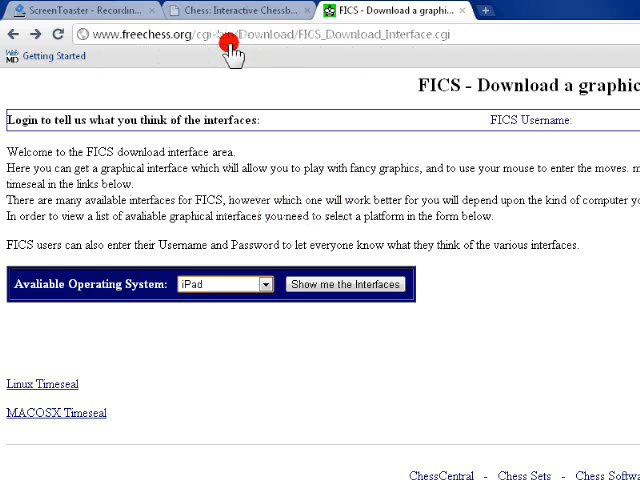 ScreenToaster - Recordin... Chess: Interactive Chessb... FICS - Download a graphi...
www.freechess.org/cgi-bin/Download/FICS_Download_Interface.cgi
Web MD Getting Started
FICS - Download a graphic
Login to tell us what you think of the interfaces: FICS Username:
Welcome to the FICS download interface area.
Here you can get a graphical interface which will allow you to play with fancy graphics, and to use your mouse to enter the moves. m
timeseal in the links below.
There are many available interfaces for FICS, however which one will work better for you will depend upon the kind of computer yo
In order to view a list of avaliable graphical interfaces you need to select a platform in the form below.
FICS users can also enter their Username and Password to let everyone know what they think of the various interfaces.
Avaliable Operating System: iPad Show me the Interfaces
Linux Timeseal
MACOSX Timeseal
ChessCentral - Chess Sets - Chess Softwa